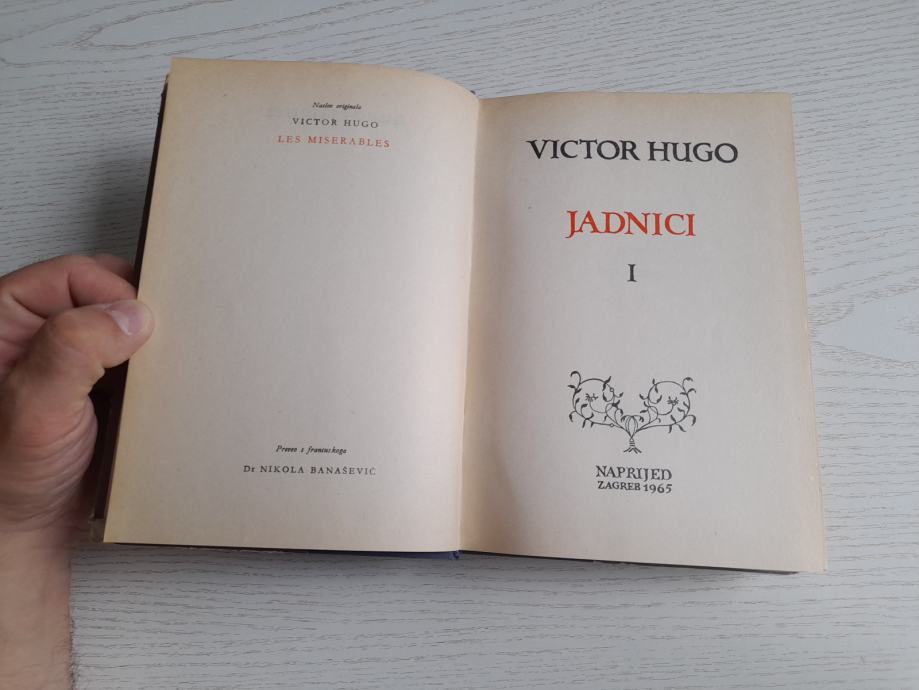 Naslov originala
VICTOR HUGO
LES MISERABLES
Preveo s francuskoga
Dr NIKOLA BANAŠEVIĆ
VICTOR HUGO
JADNICI
I
NAPRIJED
ZAGREB 1965